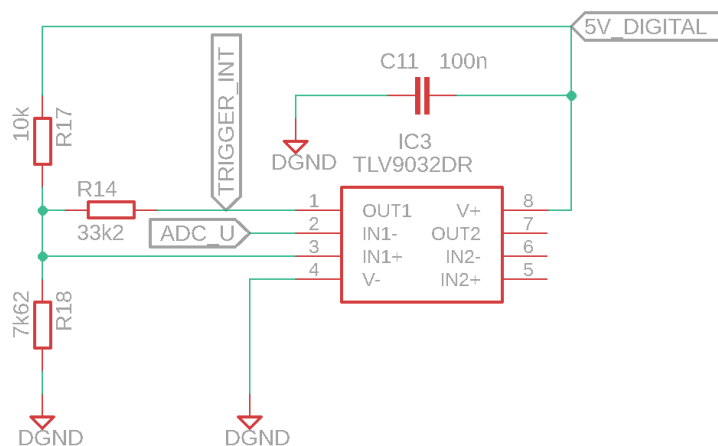 5V_DIGITAL
C11 100n
TRIGGER_INT
10k
R17
DGND
IC3
TLV9032DR
R14
33k2
ADC_U
1 OUT1 V+ 8
2 IN1- OUT2 7
3 IN1+ IN2- 6
4 V- IN2+ 5
7k62
R18
DGND
DGND